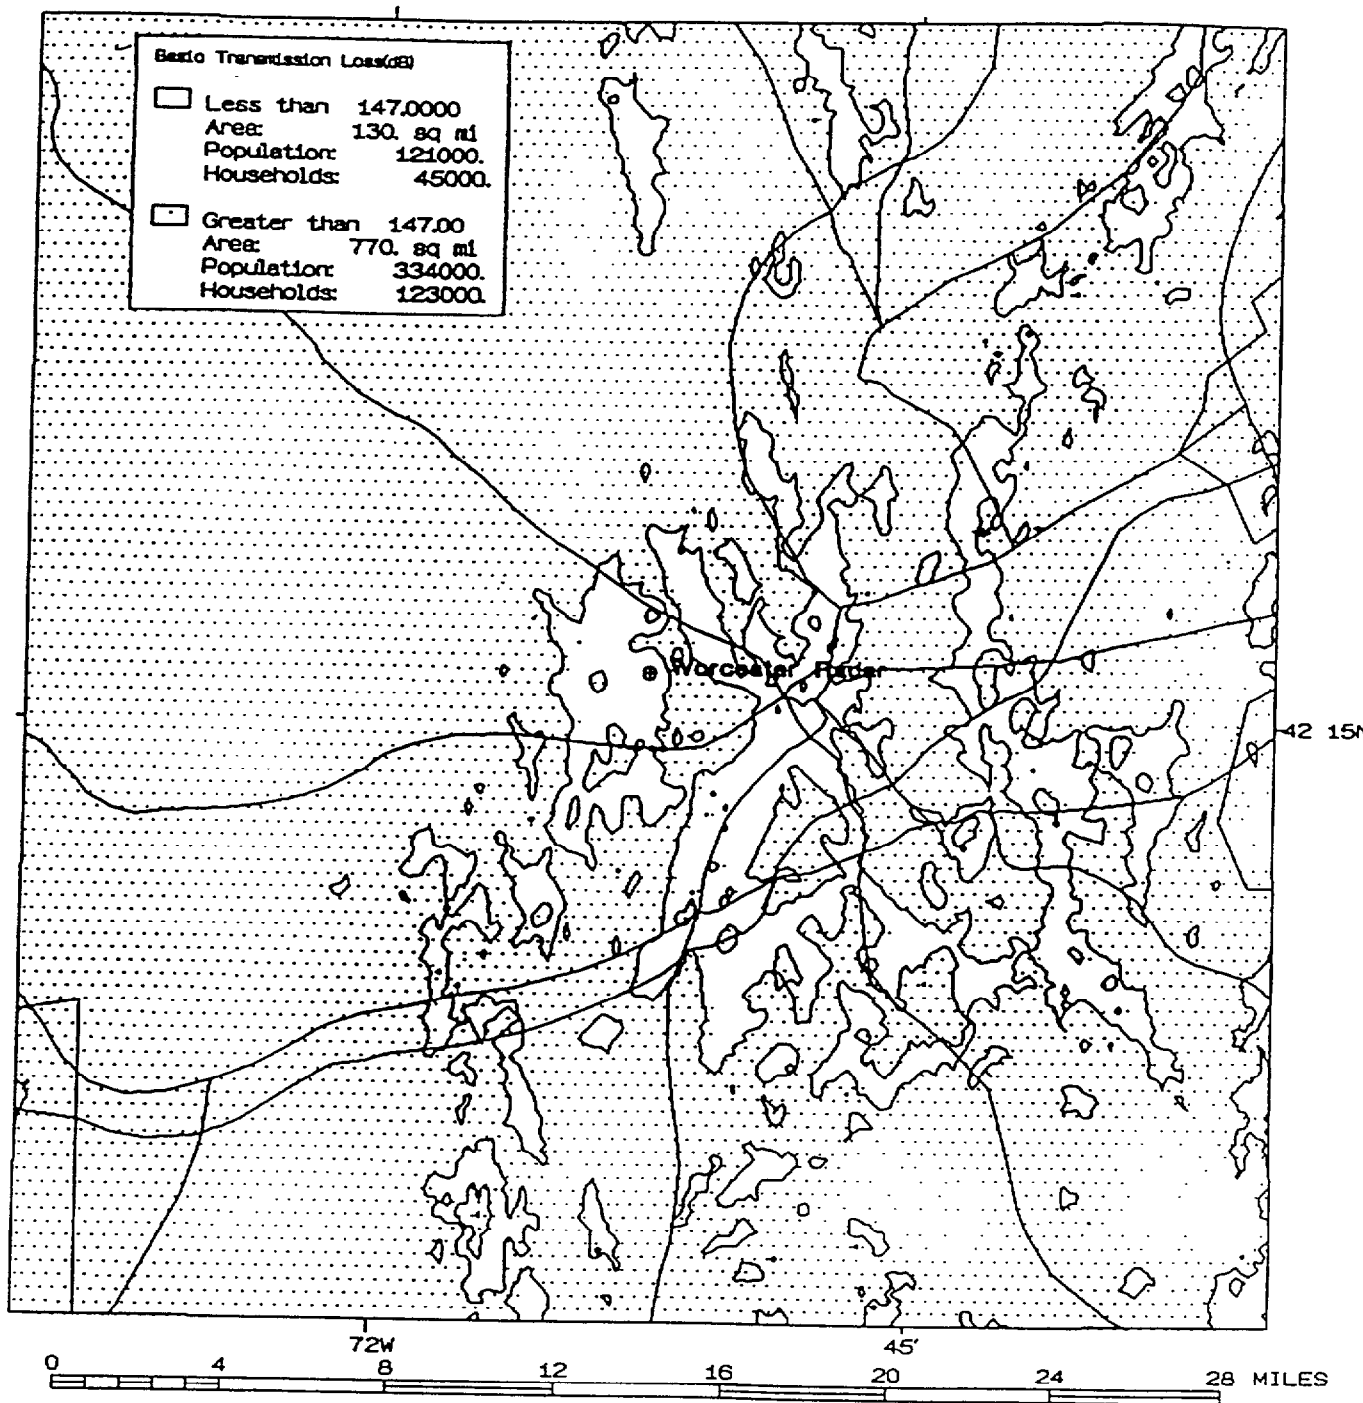 Basic Transmission Loss(dB)
Less than 147.0000
Area: 130. sq mi
Population: 121000.
Households: 45000.
Greater than 147.00
Area: 770. sq mi
Population: 334000.
Households: 123000.
Worcester Radar
42 15N
72W 45'
0 4 8 12 16 20 24 28 MILES